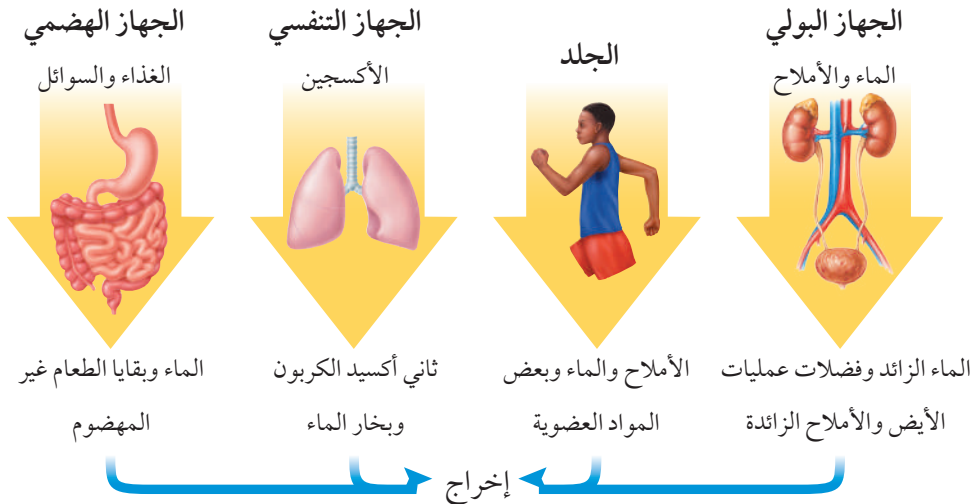 الجهاز البولي
الماء والأملاح
الماء الزائد وفضلات عمليات
الأيض والأملاح الزائدة
الجلد
الأملاح والماء وبعض
المواد العضوية
الجهاز التنفسي
الأكسجين
ثاني أكسيد الكربون
وبخار الماء
الجهاز الهضمي
الغذاء والسوائل
الماء وبقايا الطعام غير
المهضوم
إخراج